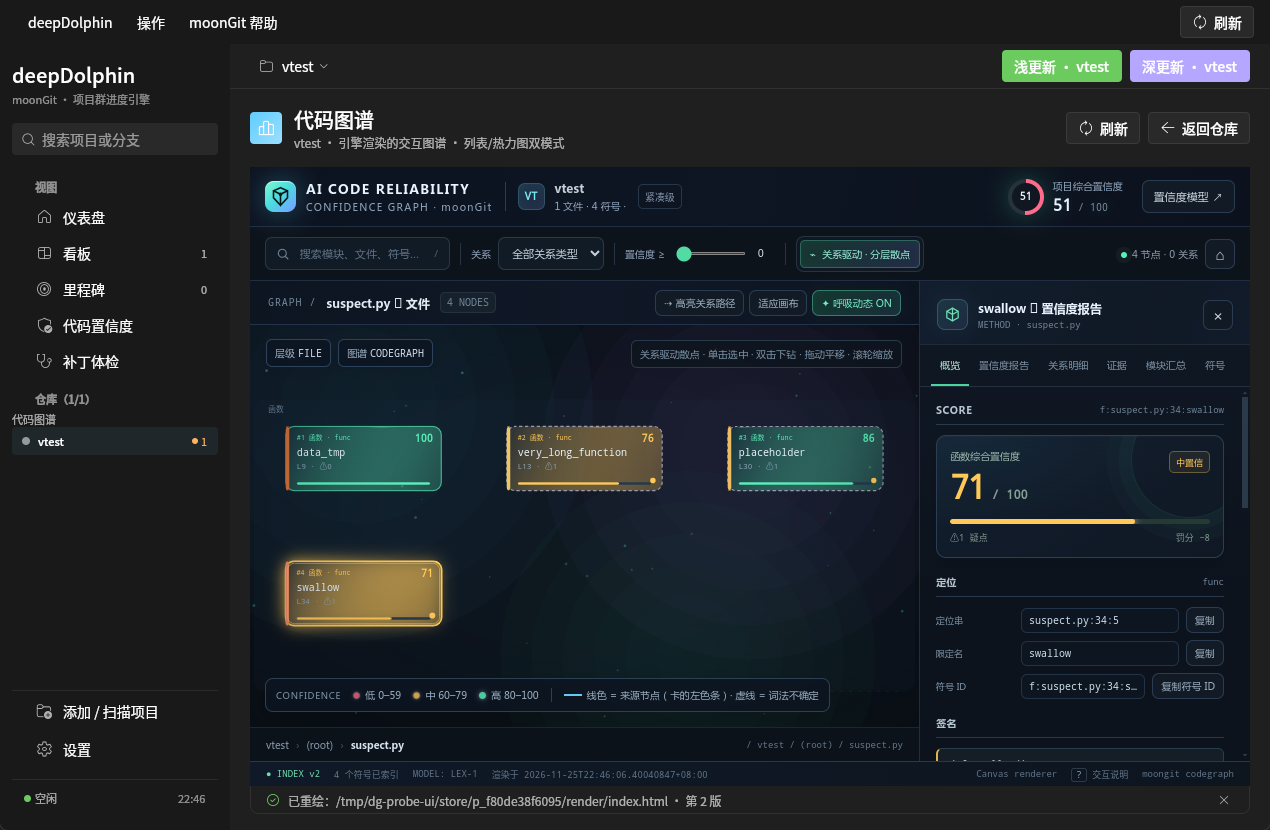 deepDolphin 操作 moonGit 帮助 刷新
deepDolphin
moonGit • 项目群进度引擎
搜索项目或分支
视图
仪表盘
看板 1
里程碑 0
代码置信度
补丁体检
仓库（1/1）
代码图谱
vtest 1
添加 / 扫描项目
设置
空闲 22:46
vtest
浅更新 • vtest 深更新 • vtest
代码图谱
vtest • 引擎渲染的交互图谱 • 列表/热力图双模式
刷新 返回仓库
AI CODE RELIABILITY
CONFIDENCE GRAPH · moonGit
VT vtest
1 文件 · 4 符号 ·
紧凑级
51 项目综合置信度
51 / 100
置信度模型 ↗
搜索模块、文件、符号... /
关系 全部关系类型
置信度 ≥ 0
⌁ 关系驱动 · 分层散点
4 节点 · 0 关系 ⌂
GRAPH / suspect.py ▯ 文件 4 NODES
⇢ 高亮关系路径 适应画布 ✦ 呼吸动态 ON
层级 FILE 图谱 CODEGRAPH
关系驱动散点 · 单击选中 · 双击下钻 · 拖动平移 · 滚轮缩放
函数
#1 函数 · func 100
data_tmp
L9 · ⚠0
#2 函数 · func 76
very_long_function
L13 · ⚠1
#3 函数 · func 86
placeholder
L30 · ⚠1
#4 函数 · func 71
swallow
L34 · ⚠1
CONFIDENCE 低 0–59 中 60–79 高 80–100 线色 = 来源节点（卡的左色条）· 虚线 = 词法不确定
vtest › (root) › suspect.py
/ vtest / (root) / suspect.py
swallow ▯ 置信度报告
METHOD · suspect.py
×
概览 置信度报告 关系明细 证据 模块汇总 符号
SCORE f:suspect.py:34:swallow
函数综合置信度
中置信
71 / 100
⚠1 疑点 罚分 −8
定位 func
定位串 suspect.py:34:5 复制
限定名 swallow 复制
符号 ID f:suspect.py:34:s… 复制符号 ID
签名
● INDEX v2 4 个符号已索引 MODEL: LEX-1 渲染于 2026-11-25T22:46:06.40040847+08:00
Canvas renderer ? 交互说明 moongit codegraph
已重绘：/tmp/dg-probe-ui/store/p_f80de38f6095/render/index.html • 第 2 版